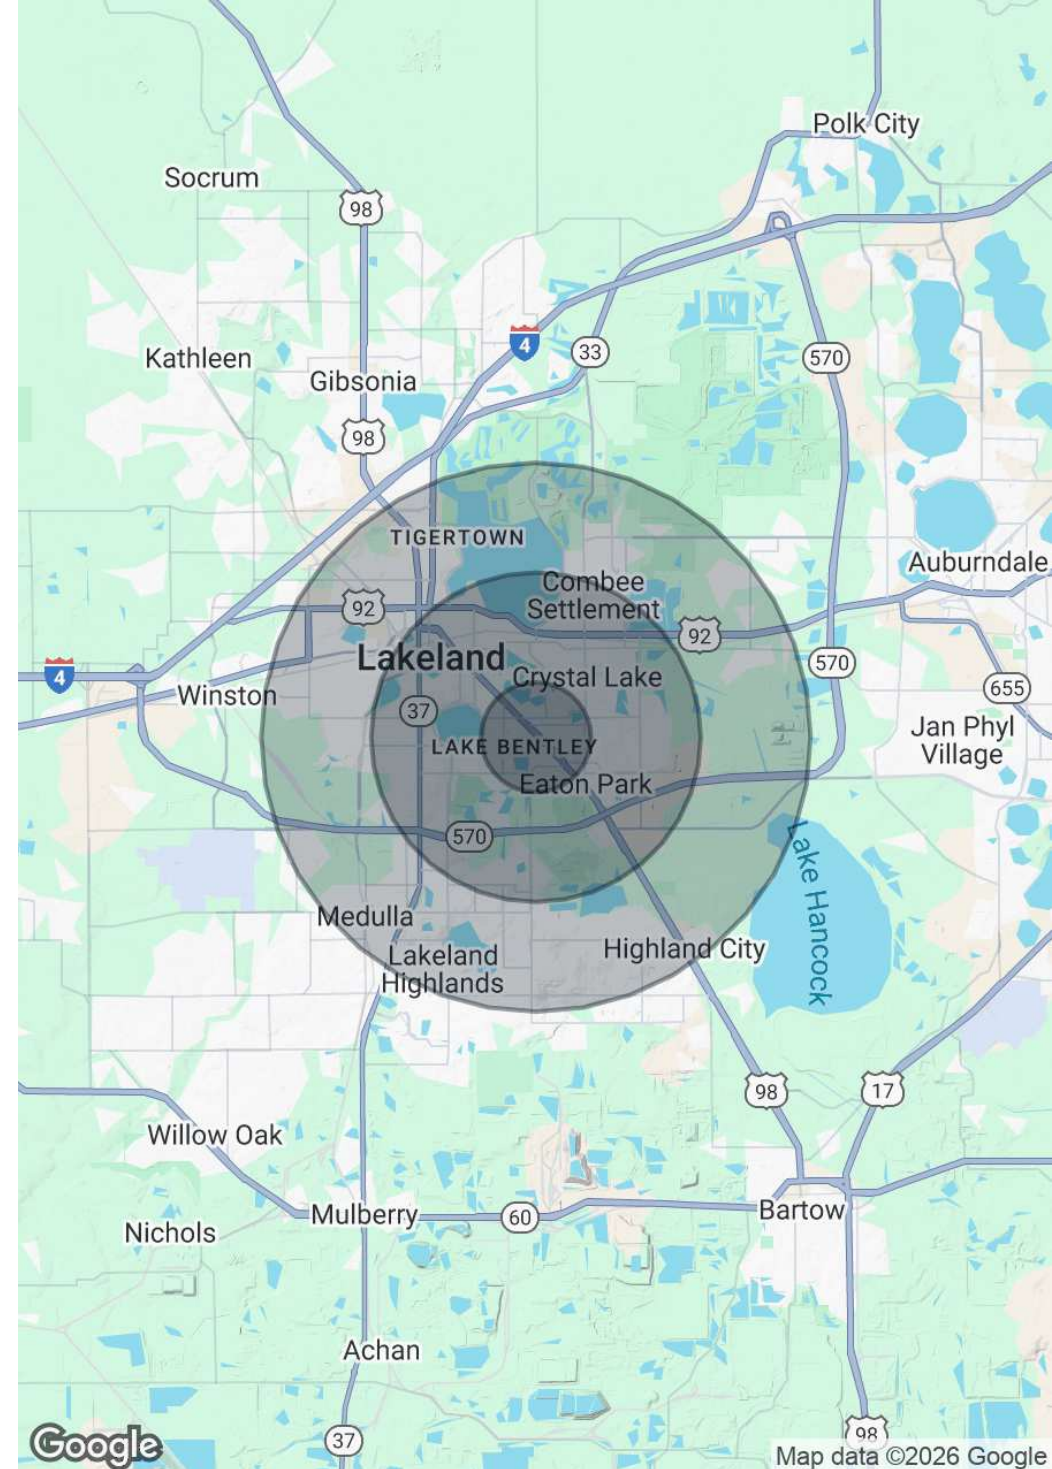 Polk City
Socrum
98
4
33
Kathleen
570
Gibsonia
98
TIGERTOWN
Auburndale
Combee
Settlement
92
92
Lakeland
570
4
Crystal Lake
655
Winston
37
Jan Phyl
Village
LAKE BENTLEY
Eaton Park
570
Lake Hancock
Medulla
Highland City
Lakeland
Highlands
98
17
Willow Oak
Bartow
Mulberry
60
Nichols
Achan
98
37
Google
Map data ©2026 Google